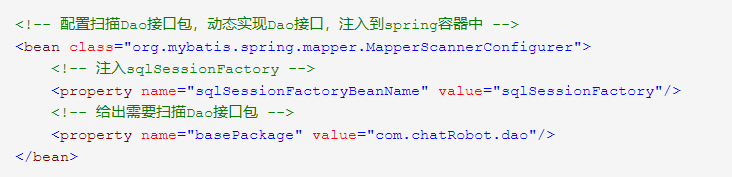 <!-- 配置扫描Dao接口包，动态实现Dao接口，注入到spring容器中 -->
<bean class="org.mybatis.spring.mapper.MapperScannerConfigurer">
    <!-- 注入sqlSessionFactory -->
    <property name="sqlSessionFactoryBeanName" value="sqlSessionFactory"/>
    <!-- 给出需要扫描Dao接口包 -->
    <property name="basePackage" value="com.chatRobot.dao"/>
</bean>